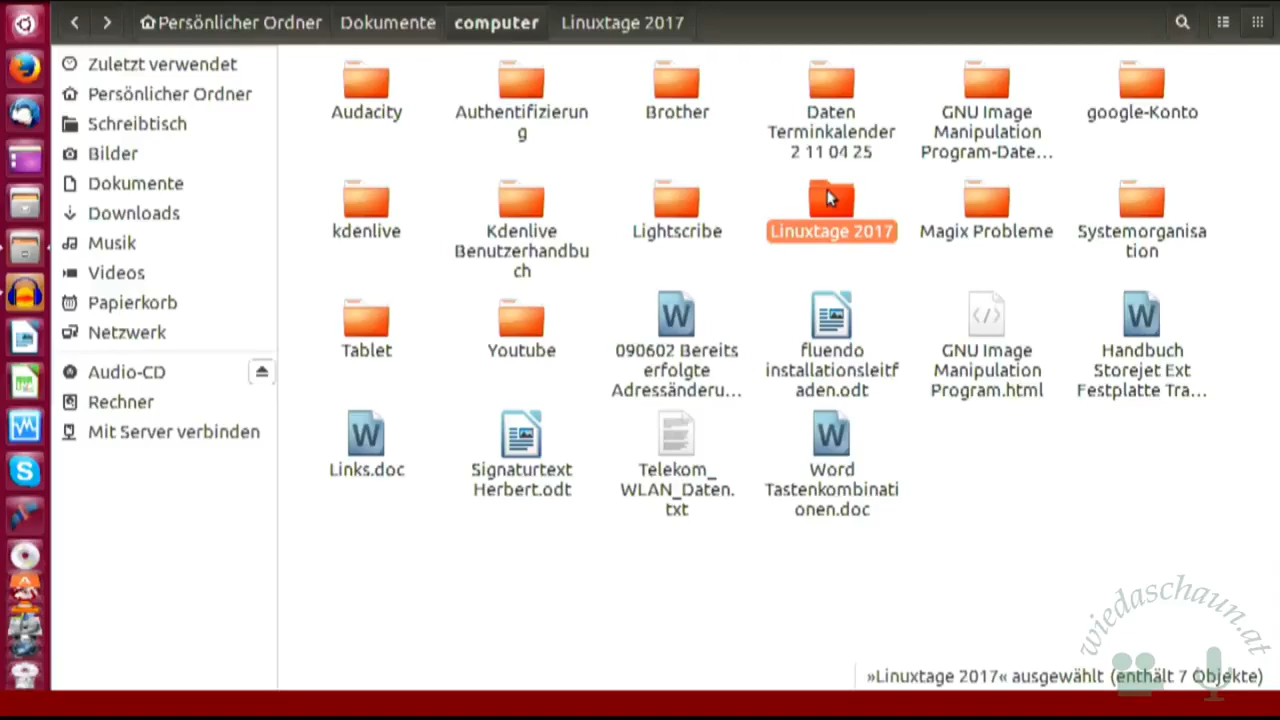 Persönlicher Ordner
Dokumente
computer
Linuxtage 2017
Zuletzt verwendet
Persönlicher Ordner
Schreibtisch
Bilder
Dokumente
Downloads
Musik
Videos
Papierkorb
Netzwerk
Audio-CD
Rechner
Mit Server verbinden
Audacity
Authentifizierun
g
Brother
Daten
Terminkalender
2 11 04 25
GNU Image
Manipulation
Program-Date...
google-Konto
kdenlive
Kdenlive
Benutzerhandbu
ch
Lightscribe
Linuxtage 2017
Magix Probleme
Systemorganisa
tion
Tablet
Youtube
090602 Bereits
erfolgte
Adressänderu...
fluendo
installationsleitf
aden.odt
GNU Image
Manipulation
Program.html
Handbuch
Storejet Ext
Festplatte Tra...
Links.doc
Signaturtext
Herbert.odt
Telekom_
WLAN_Daten.
txt
Word
Tastenkombinati
onen.doc
wiedaschaun.at
»Linuxtage 2017« ausgewählt (enthält 7 Objekte)